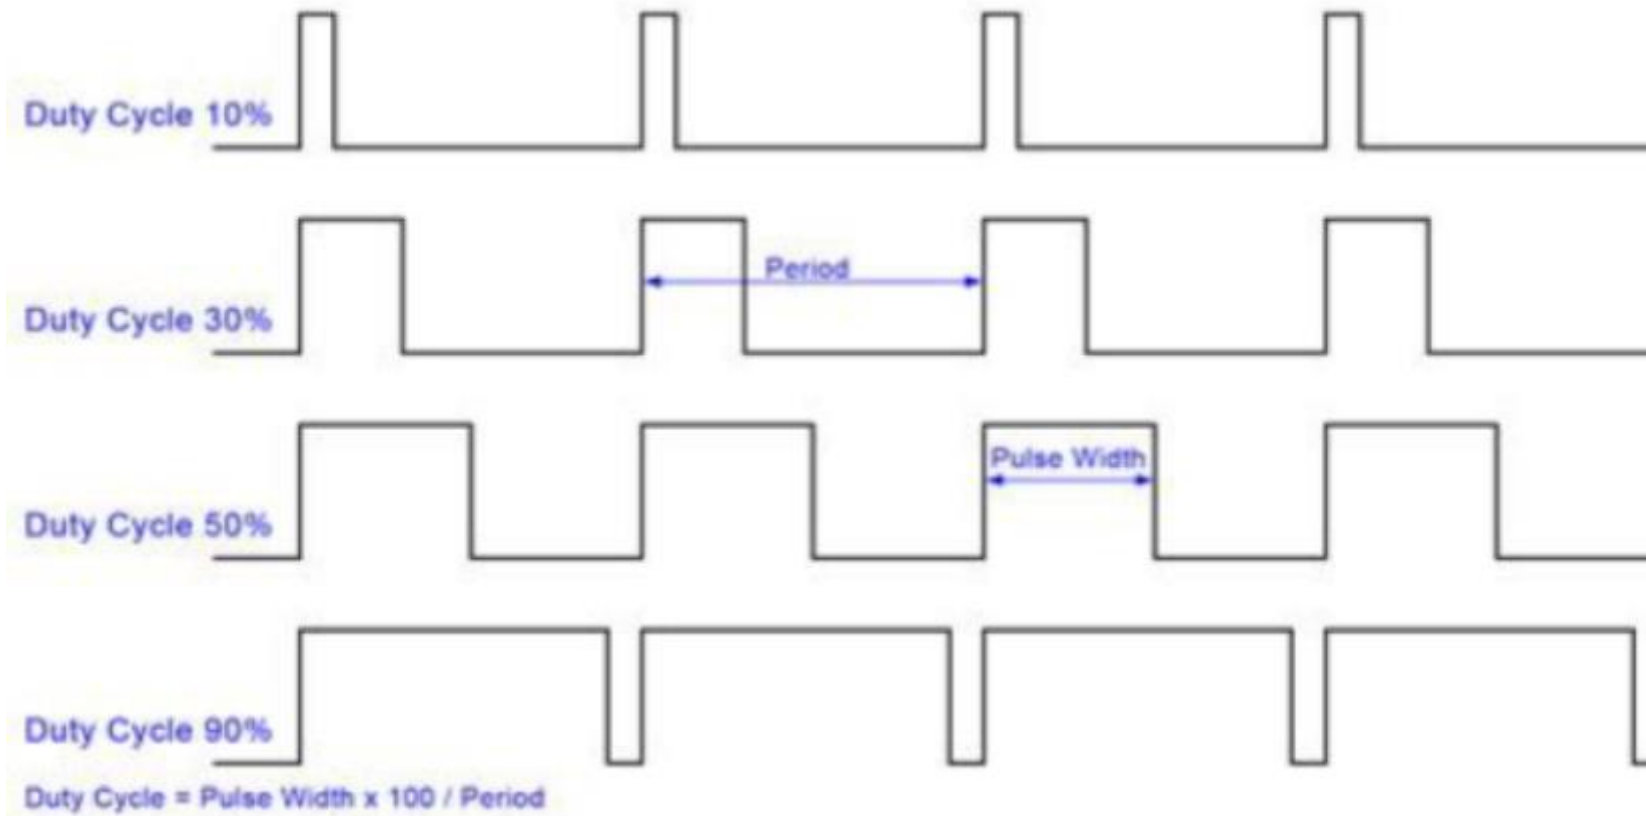 Duty Cycle 10%
Period
Duty Cycle 30%
Pulse Width
Duty Cycle 50%
Duty Cycle 90%
Duty Cycle = Pulse Width x 100 / Period